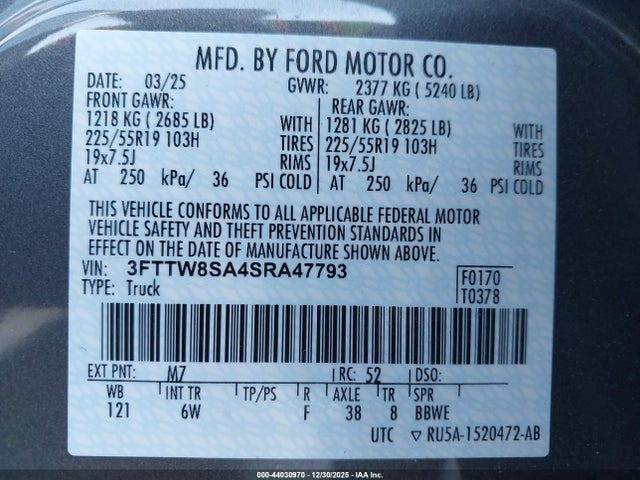 MFD. BY FORD MOTOR CO.
DATE: 03/25 GVWR: 2377 KG ( 5240 LB)
FRONT GAWR: REAR GAWR:
1218 KG ( 2685 LB) WITH 1281 KG ( 2825 LB) WITH
225/55R19 103H TIRES 225/55R19 103H TIRES
19x7.5J RIMS 19x7.5J RIMS
AT 250 kPa/ 36 PSI COLD AT 250 kPa/ 36 PSI COLD
THIS VEHICLE CONFORMS TO ALL APPLICABLE FEDERAL MOTOR
VEHICLE SAFETY AND THEFT PREVENTION STANDARDS IN
EFFECT ON THE DATE OF MANUFACTURE SHOWN ABOVE.
VIN: 3FTTW8SA4SRA47793 F0170
TYPE: Truck T0378
EXT PNT: M7 RC: 52 DSO:
WB INT TR TP/PS R AXLE TR SPR
121 6W F 38 8 BBWE
UTC ▽ RU5A-1520472-AB
000-44030970 - 12/30/2025 - IAA Inc.